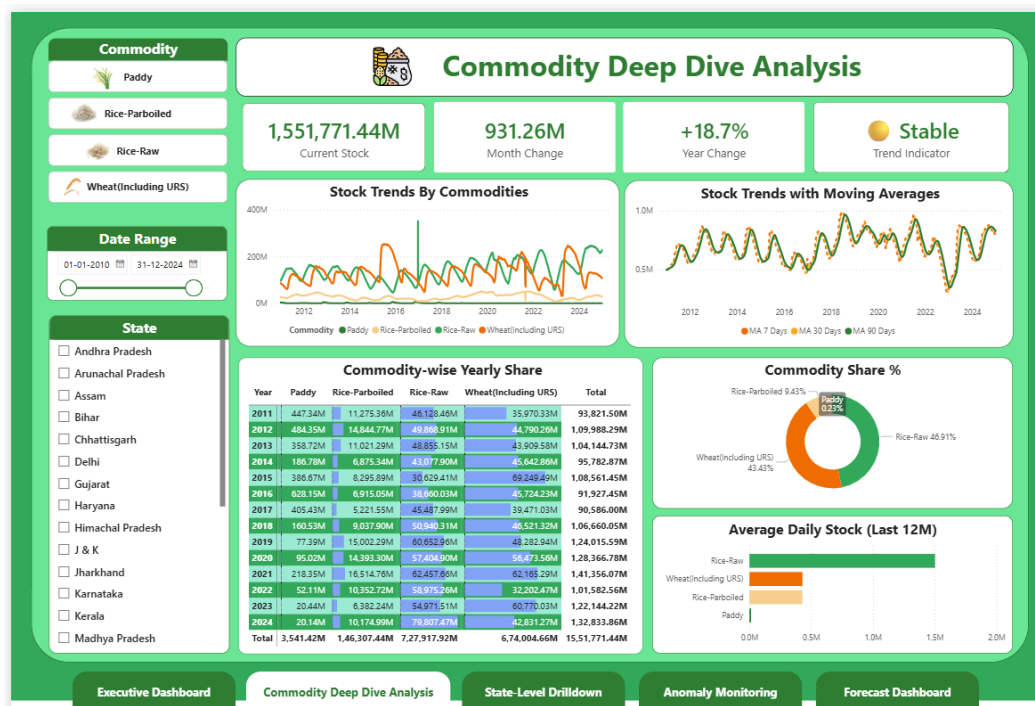 Commodity
Paddy
Rice-Parboiled
Rice-Raw
Wheat(Including URS)
Date Range
01-01-2010 31-12-2024
State
Andhra Pradesh
Arunachal Pradesh
Assam
Bihar
Chhattisgarh
Delhi
Gujarat
Haryana
Himachal Pradesh
J & K
Jharkhand
Karnataka
Kerala
Madhya Pradesh
Commodity Deep Dive Analysis
1,551,771.44M
Current Stock
931.26M
Month Change
+18.7%
Year Change
Stable
Trend Indicator
Stock Trends By Commodities
400M
200M
0M
2012 2014 2016 2018 2020 2022 2024
Commodity Paddy Rice-Parboiled Rice-Raw Wheat(Including URS)
Stock Trends with Moving Averages
1.0M
0.5M
2012 2014 2016 2018 2020 2022 2024
MA 7 Days MA 30 Days MA 90 Days
Commodity-wise Yearly Share
Year Paddy Rice-Parboiled Rice-Raw Wheat(Including URS) Total
2011 447.34M 11,275.36M 46,128.46M 35,970.33M 93,821.50M
2012 484.35M 14,844.77M 49,868.91M 44,790.26M 1,09,988.29M
2013 358.72M 11,021.29M 48,855.15M 43,909.58M 1,04,144.73M
2014 186.78M 6,875.34M 43,077.90M 45,642.86M 95,782.87M
2015 386.67M 8,295.89M 30,629.41M 69,249.49M 1,08,561.45M
2016 628.15M 6,915.05M 38,660.03M 45,724.23M 91,927.45M
2017 405.43M 5,221.55M 45,487.99M 39,471.03M 90,586.00M
2018 160.53M 9,037.90M 50,940.31M 46,521.32M 1,06,660.05M
2019 77.39M 15,002.29M 60,652.96M 48,282.94M 1,24,015.59M
2020 95.02M 14,393.30M 57,404.90M 56,473.56M 1,28,366.78M
2021 218.35M 16,514.76M 62,457.66M 62,165.29M 1,41,356.07M
2022 52.11M 10,352.72M 58,975.26M 32,202.47M 1,01,582.56M
2023 20.44M 6,382.24M 54,971.51M 60,770.03M 1,22,144.22M
2024 20.14M 10,174.99M 79,807.47M 42,831.27M 1,32,833.86M
Total 3,541.42M 1,46,307.44M 7,27,917.92M 6,74,004.66M 15,51,771.44M
Commodity Share %
Rice-Parboiled 9.43%
Paddy
0.23%
Rice-Raw 46.91%
Wheat(Including URS)
43.43%
Average Daily Stock (Last 12M)
Rice-Raw
Wheat(Including URS)
Rice-Parboiled
Paddy
0.0M 0.5M 1.0M 1.5M 2.0M
Executive Dashboard
Commodity Deep Dive Analysis
State-Level Drilldown
Anomaly Monitoring
Forecast Dashboard